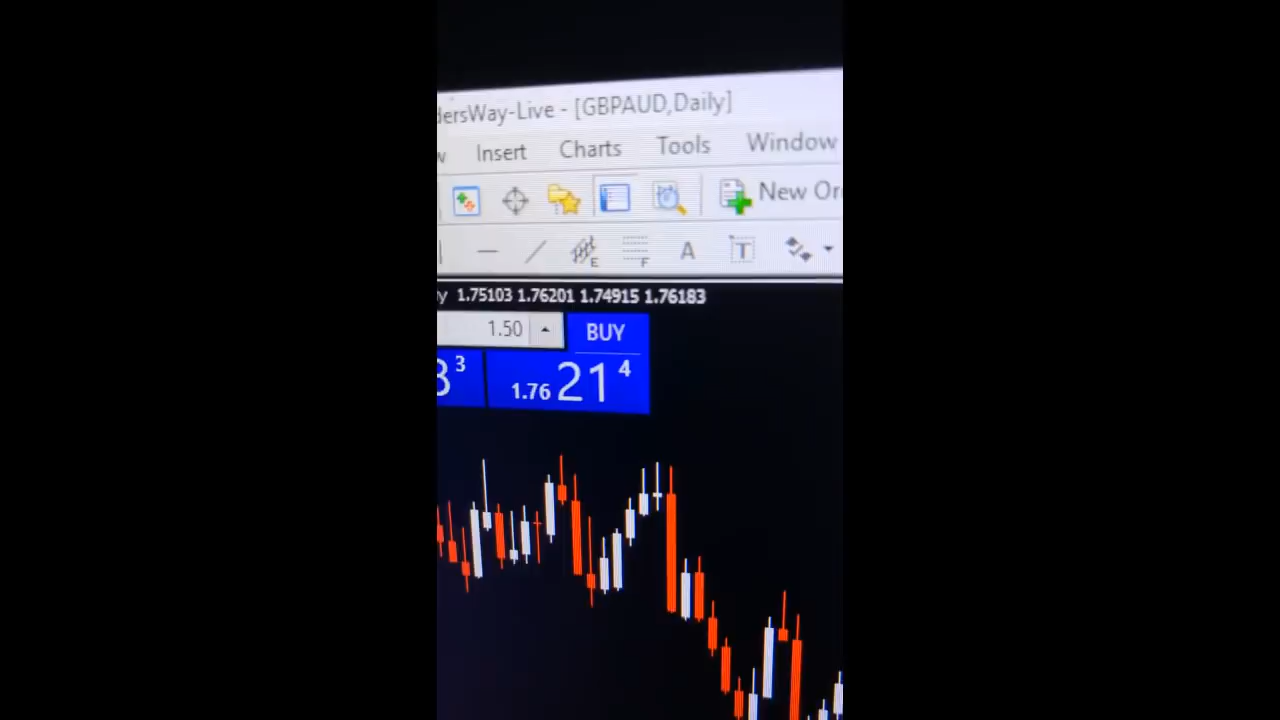 dersWay-Live - [GBPAUD,Daily]
w Insert Charts Tools Window
New Or
E F A T
y 1.75103 1.76201 1.74915 1.76183
1.50 BUY
3 1.76 21 4